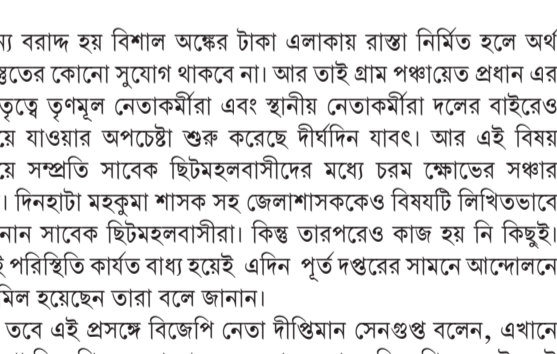 বরাদ্দ হয় বিশাল অঙ্কের টাকা এলাকায় রাস্তা নির্মিত হলে অর্থ
কোনো সুযোগ থাকবে না। আর তাই গ্রাম পঞ্চায়েত প্রধান এর
তৃণমূল নেতাকর্মীরা এবং স্থানীয় নেতাকর্মীরা দলের বাইরেও
যাওয়ার অপচেষ্টা শুরু করেছে দীর্ঘদিন যাবৎ। আর এই বিষয়
সম্প্রতি সাবেক ছিটমহলবাসীদের মধ্যে চরম ক্ষোভের সঞ্চার
। দিনহাটা মহকুমা শাসক সহ জেলাশাসককেও বিষযটি লিখিতভাবে
সাবেক ছিটমহলবাসীরা। কিন্তু তারপরেও কাজ হয় নি কিছুই।
পরিস্থিতি কার্যত বাধ্য হয়েই এদিন পূর্ত দপ্তরের সামনে আন্দোলনে
হয়েছেন তারা বলে জানান।
তবে এই প্রসঙ্গে বিজেপি নেতা দীপ্তিমান সেনগুপ্ত বলেন, এখানে